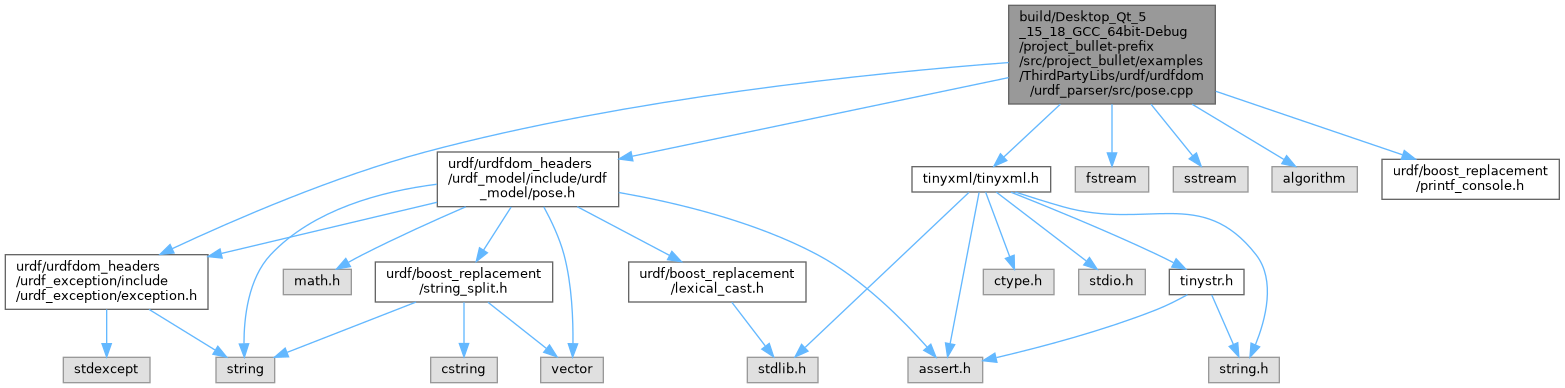 build/Desktop_Qt_5
_15_18_GCC_64bit-Debug
/project_bullet-prefix
/src/project_bullet/examples
/ThirdPartyLibs/urdf/urdfdom
/urdf_parser/src/pose.cpp
urdf/urdfdom_headers
/urdf_model/include/urdf
_model/pose.h
tinyxml/tinyxml.h
fstream
sstream
algorithm
urdf/boost_replacement
/printf_console.h
urdf/urdfdom_headers
/urdf_exception/include
/urdf_exception/exception.h
math.h
urdf/boost_replacement
/string_split.h
urdf/boost_replacement
/lexical_cast.h
ctype.h
stdio.h
tinystr.h
stdexcept
string
cstring
vector
stdlib.h
assert.h
string.h